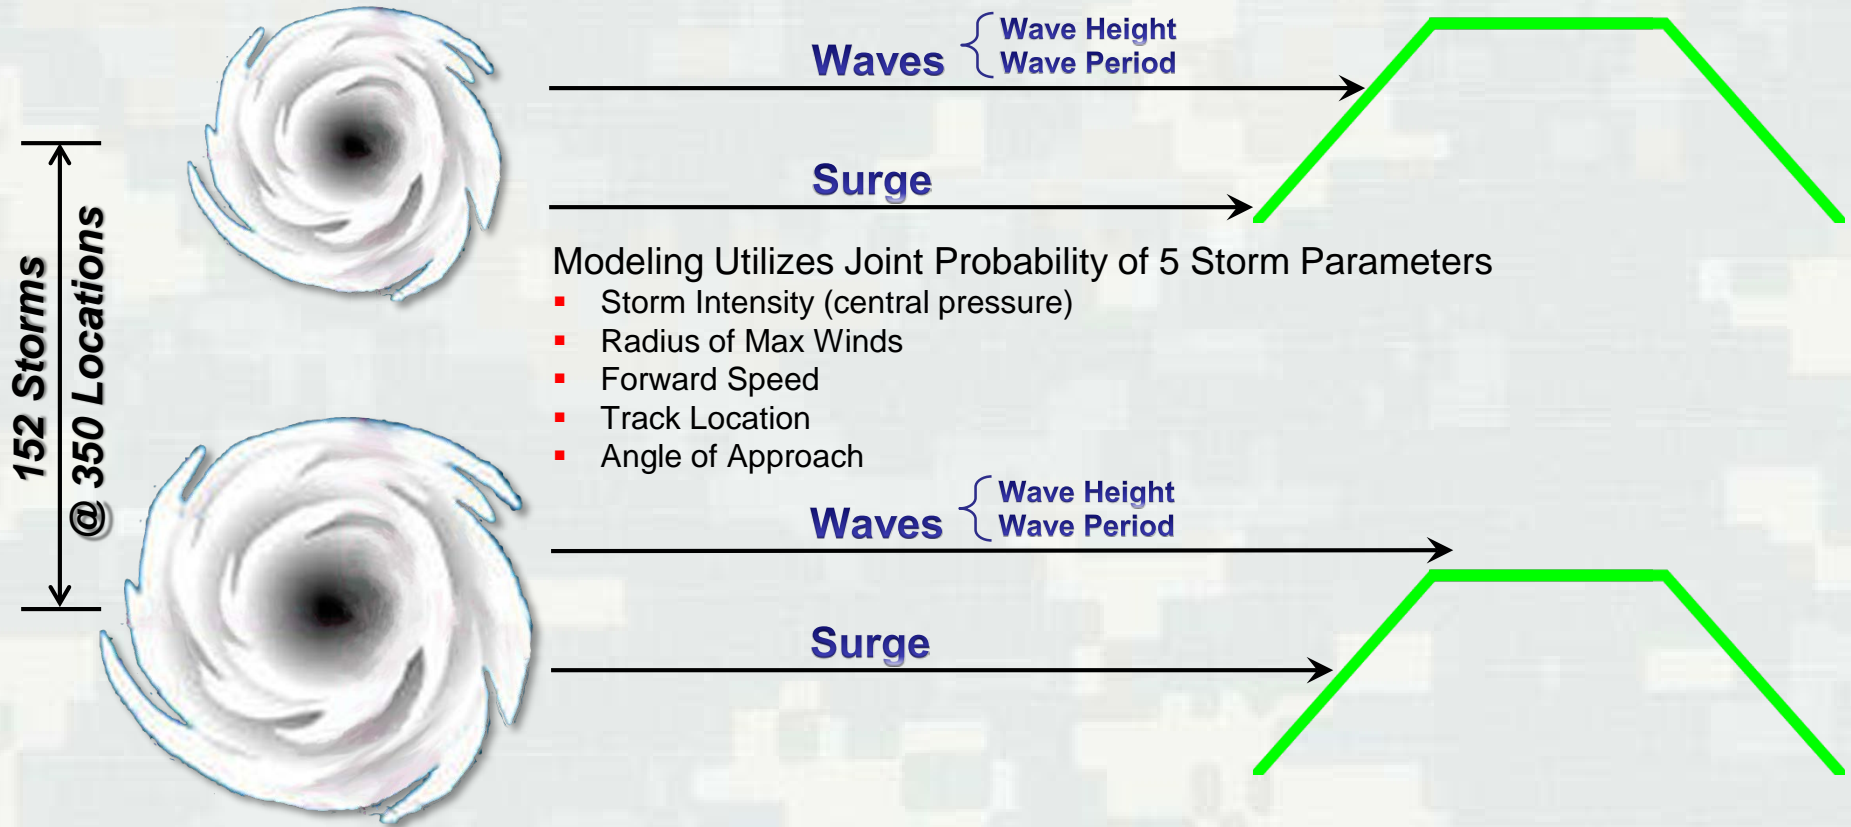 152 Storms
@ 350 Locations
Waves
Wave Height
Wave Period
Surge
Modeling Utilizes Joint Probability of 5 Storm Parameters
▪ Storm Intensity (central pressure)
▪ Radius of Max Winds
▪ Forward Speed
▪ Track Location
▪ Angle of Approach
Waves
Wave Height
Wave Period
Surge